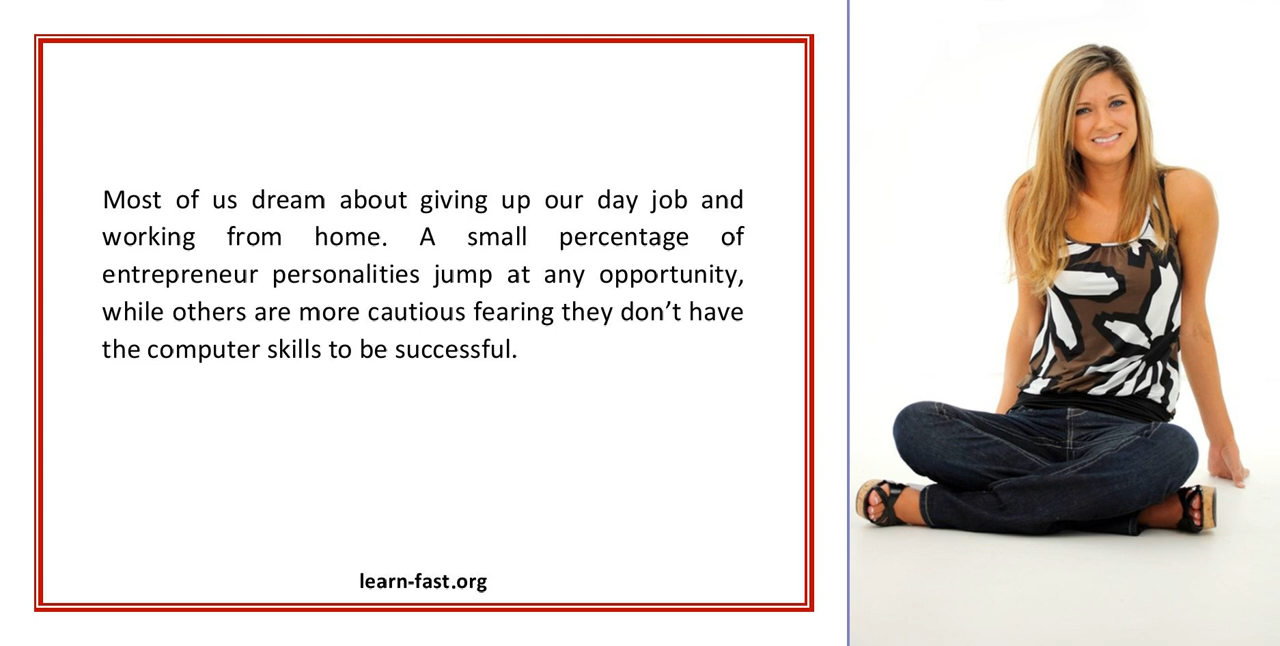 Most of us dream about giving up our day job and
working from home. A small percentage of
entrepreneur personalities jump at any opportunity,
while others are more cautious fearing they don’t have
the computer skills to be successful.
learn-fast.org